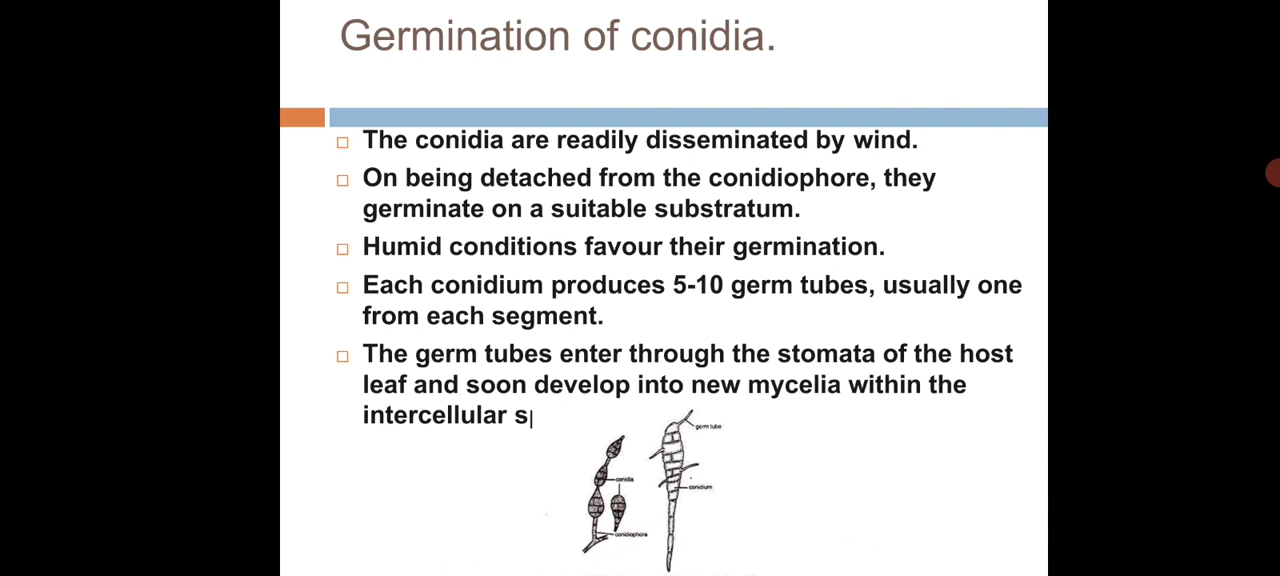 Germination of conidia.
The conidia are readily disseminated by wind.
On being detached from the conidiophore, they
germinate on a suitable substratum.
Humid conditions favour their germination.
Each conidium produces 5-10 germ tubes, usually one
from each segment.
The germ tubes enter through the stomata of the host
leaf and soon develop into new mycelia within the
intercellular s
germ tube
conidia
conidium
conidiophore